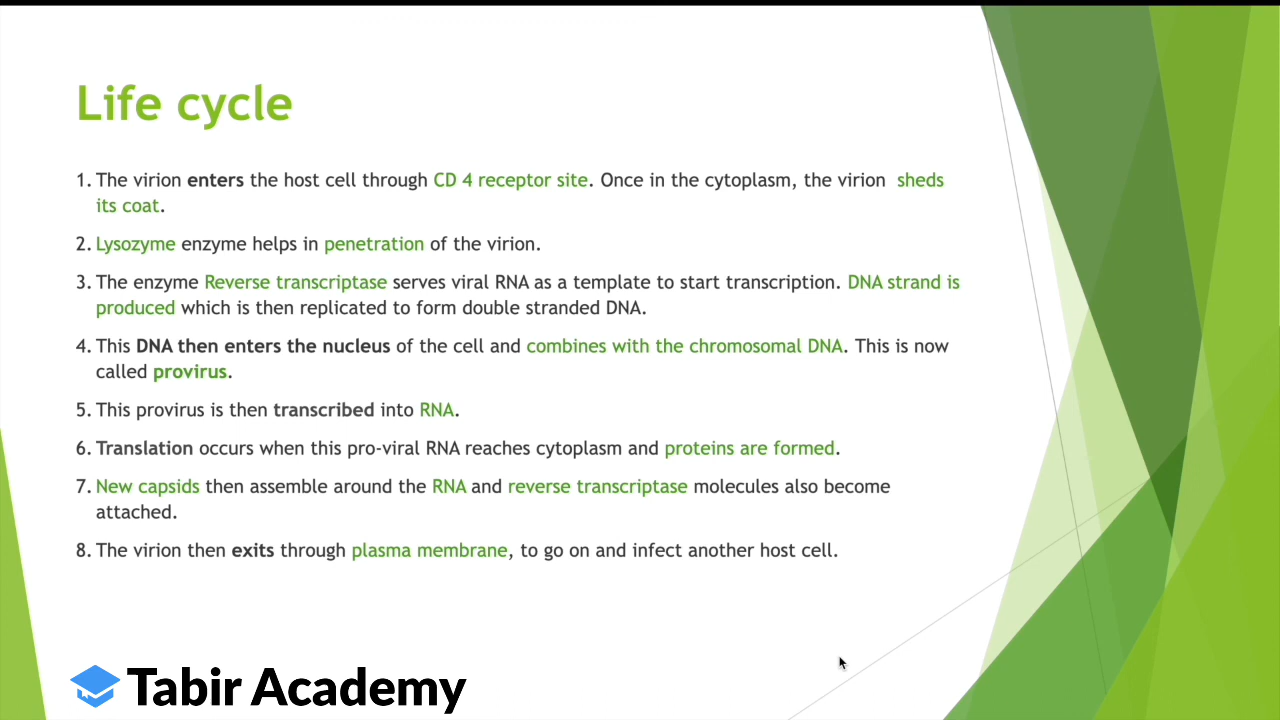 Life cycle
1. The virion enters the host cell through CD 4 receptor site. Once in the cytoplasm, the virion  sheds
its coat.
2. Lysozyme enzyme helps in penetration of the virion.
3. The enzyme Reverse transcriptase serves viral RNA as a template to start transcription. DNA strand is
produced which is then replicated to form double stranded DNA.
4. This DNA then enters the nucleus of the cell and combines with the chromosomal DNA. This is now
called provirus.
5. This provirus is then transcribed into RNA.
6. Translation occurs when this pro-viral RNA reaches cytoplasm and proteins are formed.
7. New capsids then assemble around the RNA and reverse transcriptase molecules also become
attached.
8. The virion then exits through plasma membrane, to go on and infect another host cell.
Tabir Academy